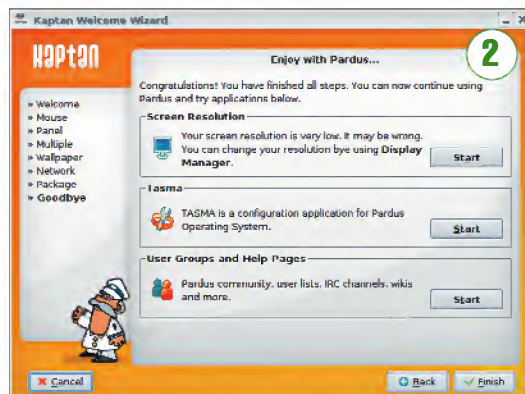 Kaptan Welcome Wizard
Kaptan
2
Enjoy with Pardus...
» Welcome
» Mouse
» Panel
» Multiple
» Wallpaper
» Network
» Package
» Goodbye
Congratulations! You have finished all steps. You can now continue using
Pardus and try applications below.
Screen Resolution
Your screen resolution is very low. It may be wrong.
You can change your resolution bye using Display
Manager.
Start
Tasma
TASMA is a configuration application for Pardus
Operating System.
Start
User Groups and Help Pages
Pardus community, user lists, IRC channels, wikis
and more.
Start
Cancel
Back
Finish